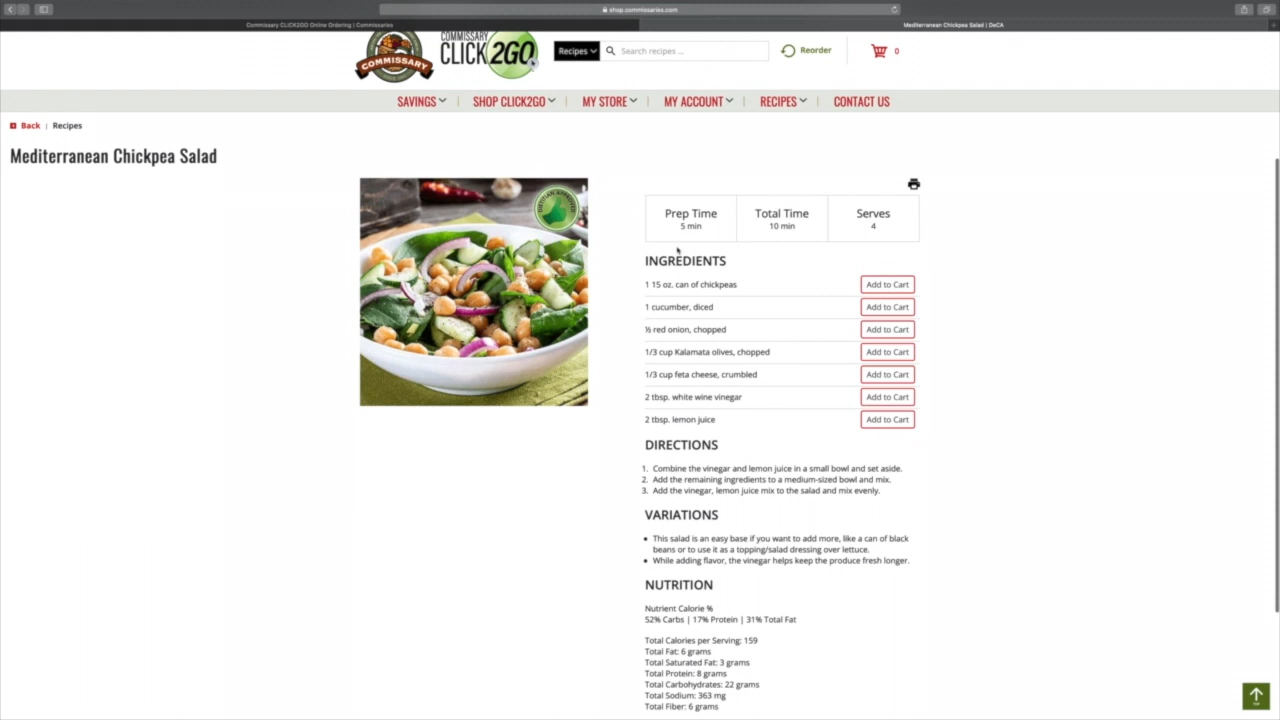 shop.commissaries.com
Commissary CLICK2GO Online Ordering | Commissaries
Mediterranean Chickpea Salad | DeCA
COMMISSARY
COMMISSARY
CLICK2GO
Recipes
Search recipes ...
Reorder
0
SAVINGS
SHOP CLICK2GO
MY STORE
MY ACCOUNT
RECIPES
CONTACT US
Back | Recipes
Mediterranean Chickpea Salad
Prep Time
5 min
Total Time
10 min
Serves
4
INGREDIENTS
1 15 oz. can of chickpeas Add to Cart
1 cucumber, diced Add to Cart
½ red onion, chopped Add to Cart
1/3 cup Kalamata olives, chopped Add to Cart
1/3 cup feta cheese, crumbled Add to Cart
2 tbsp. white wine vinegar Add to Cart
2 tbsp. lemon juice Add to Cart
DIRECTIONS
1. Combine the vinegar and lemon juice in a small bowl and set aside.
2. Add the remaining ingredients to a medium-sized bowl and mix.
3. Add the vinegar, lemon juice mix to the salad and mix evenly.
VARIATIONS
• This salad is an easy base if you want to add more, like a can of black
beans or to use it as a topping/salad dressing over lettuce.
• While adding flavor, the vinegar helps keep the produce fresh longer.
NUTRITION
Nutrient Calorie %
52% Carbs | 17% Protein | 31% Total Fat
Total Calories per Serving: 159
Total Fat: 6 grams
Total Saturated Fat: 3 grams
Total Protein: 8 grams
Total Carbohydrates: 22 grams
Total Sodium: 363 mg
Total Fiber: 6 grams
TOP